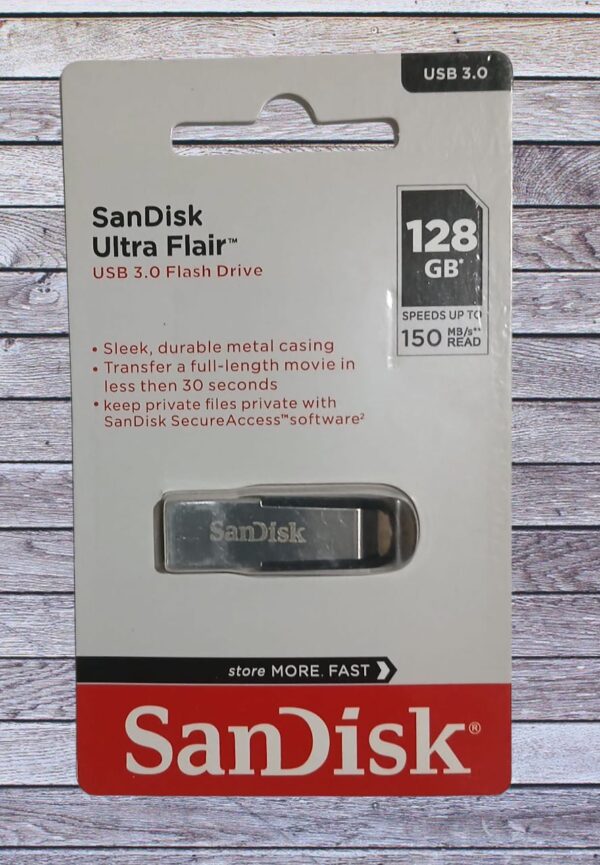 USB 3.0
SanDisk
Ultra Flair™
USB 3.0 Flash Drive
128
GB*
SPEEDS UP TO
150 MB/s** READ
• Sleek, durable metal casing
• Transfer a full-length movie in
less then 30 seconds
• keep private files private with
SanDisk SecureAccess™software²
SanDisk
store MORE. FAST
SanDisk®